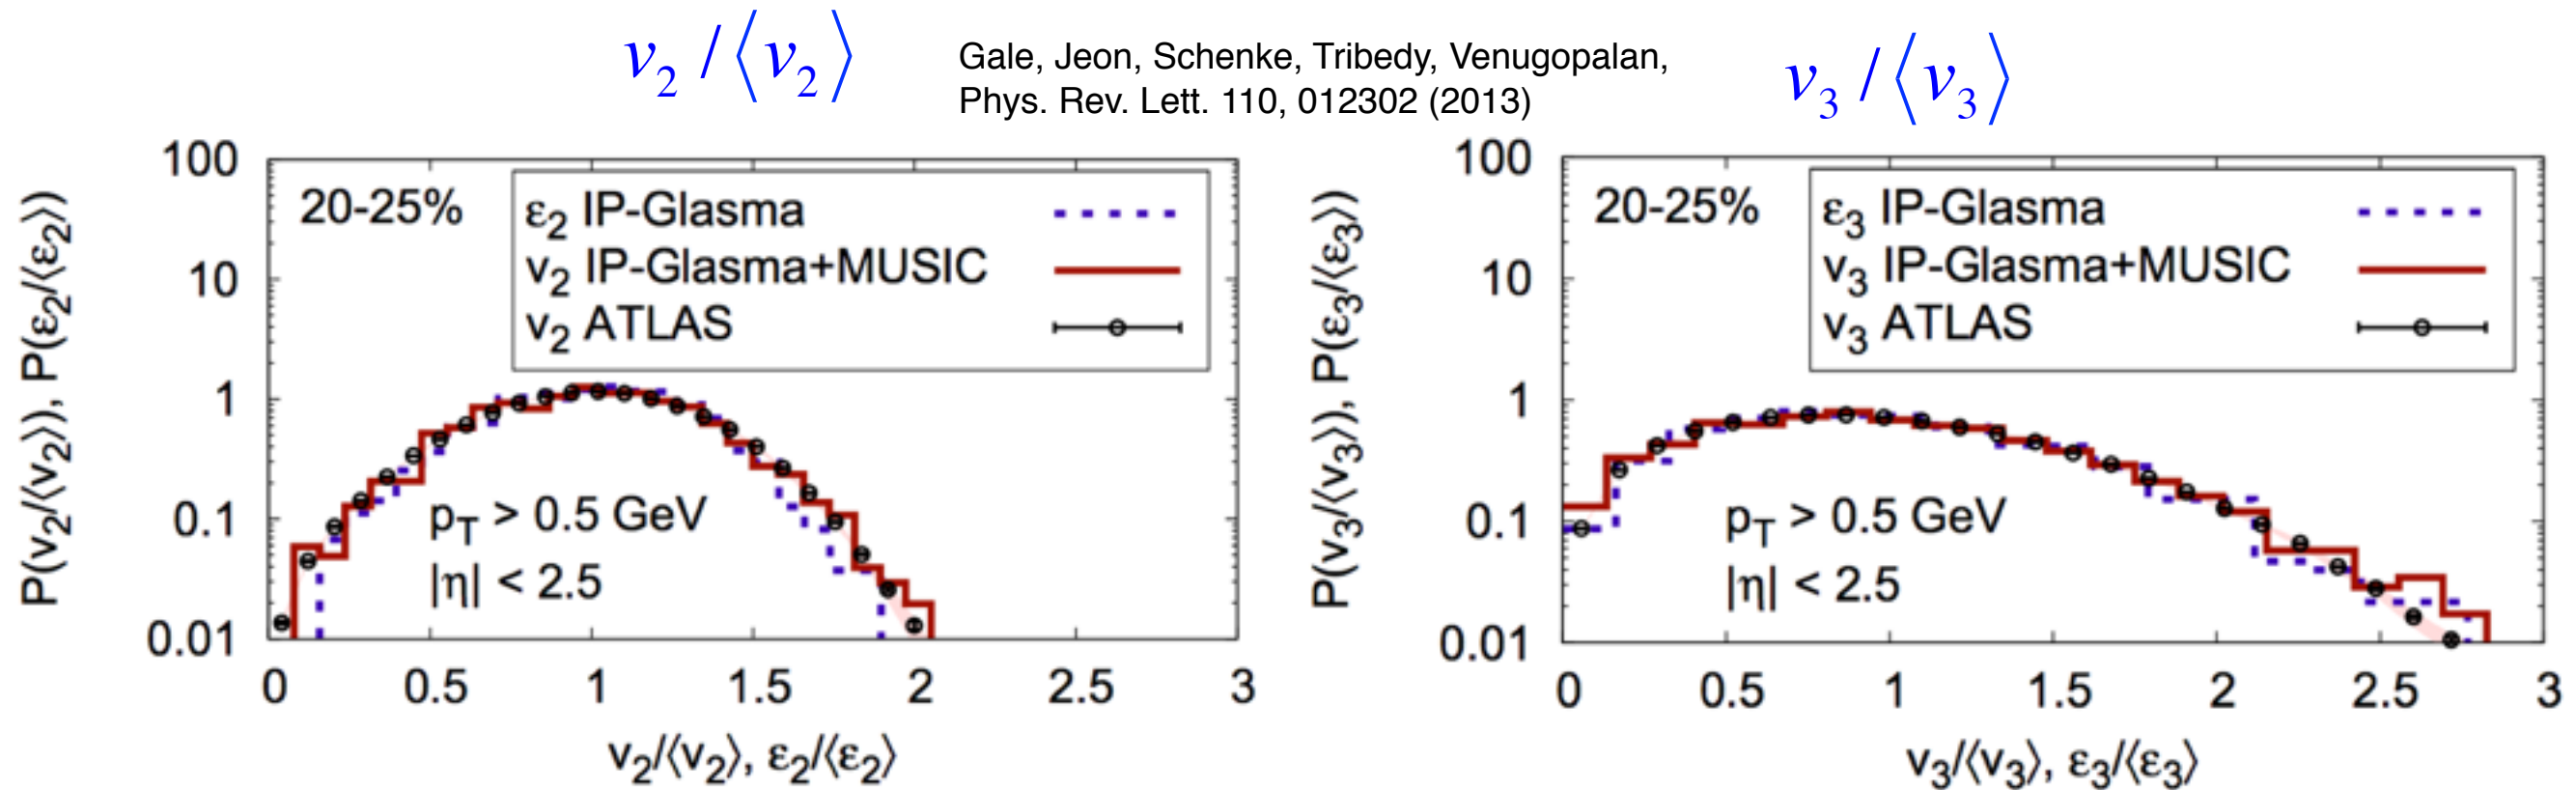 v₂ /⟨v₂⟩
Gale, Jeon, Schenke, Tribedy, Venugopalan,
Phys. Rev. Lett. 110, 012302 (2013)
v₃ /⟨v₃⟩
P(v₂/⟨v₂⟩), P(ε₂/⟨ε₂⟩)
100
10
1
0.1
0.01
20-25%
ε₂ IP-Glasma
v₂ IP-Glasma+MUSIC
v₂ ATLAS
p_T > 0.5 GeV
|η| < 2.5
0 0.5 1 1.5 2 2.5 3
v₂/⟨v₂⟩, ε₂/⟨ε₂⟩
P(v₃/⟨v₃⟩), P(ε₃/⟨ε₃⟩)
100
10
1
0.1
0.01
20-25%
ε₃ IP-Glasma
v₃ IP-Glasma+MUSIC
v₃ ATLAS
p_T > 0.5 GeV
|η| < 2.5
0 0.5 1 1.5 2 2.5 3
v₃/⟨v₃⟩, ε₃/⟨ε₃⟩